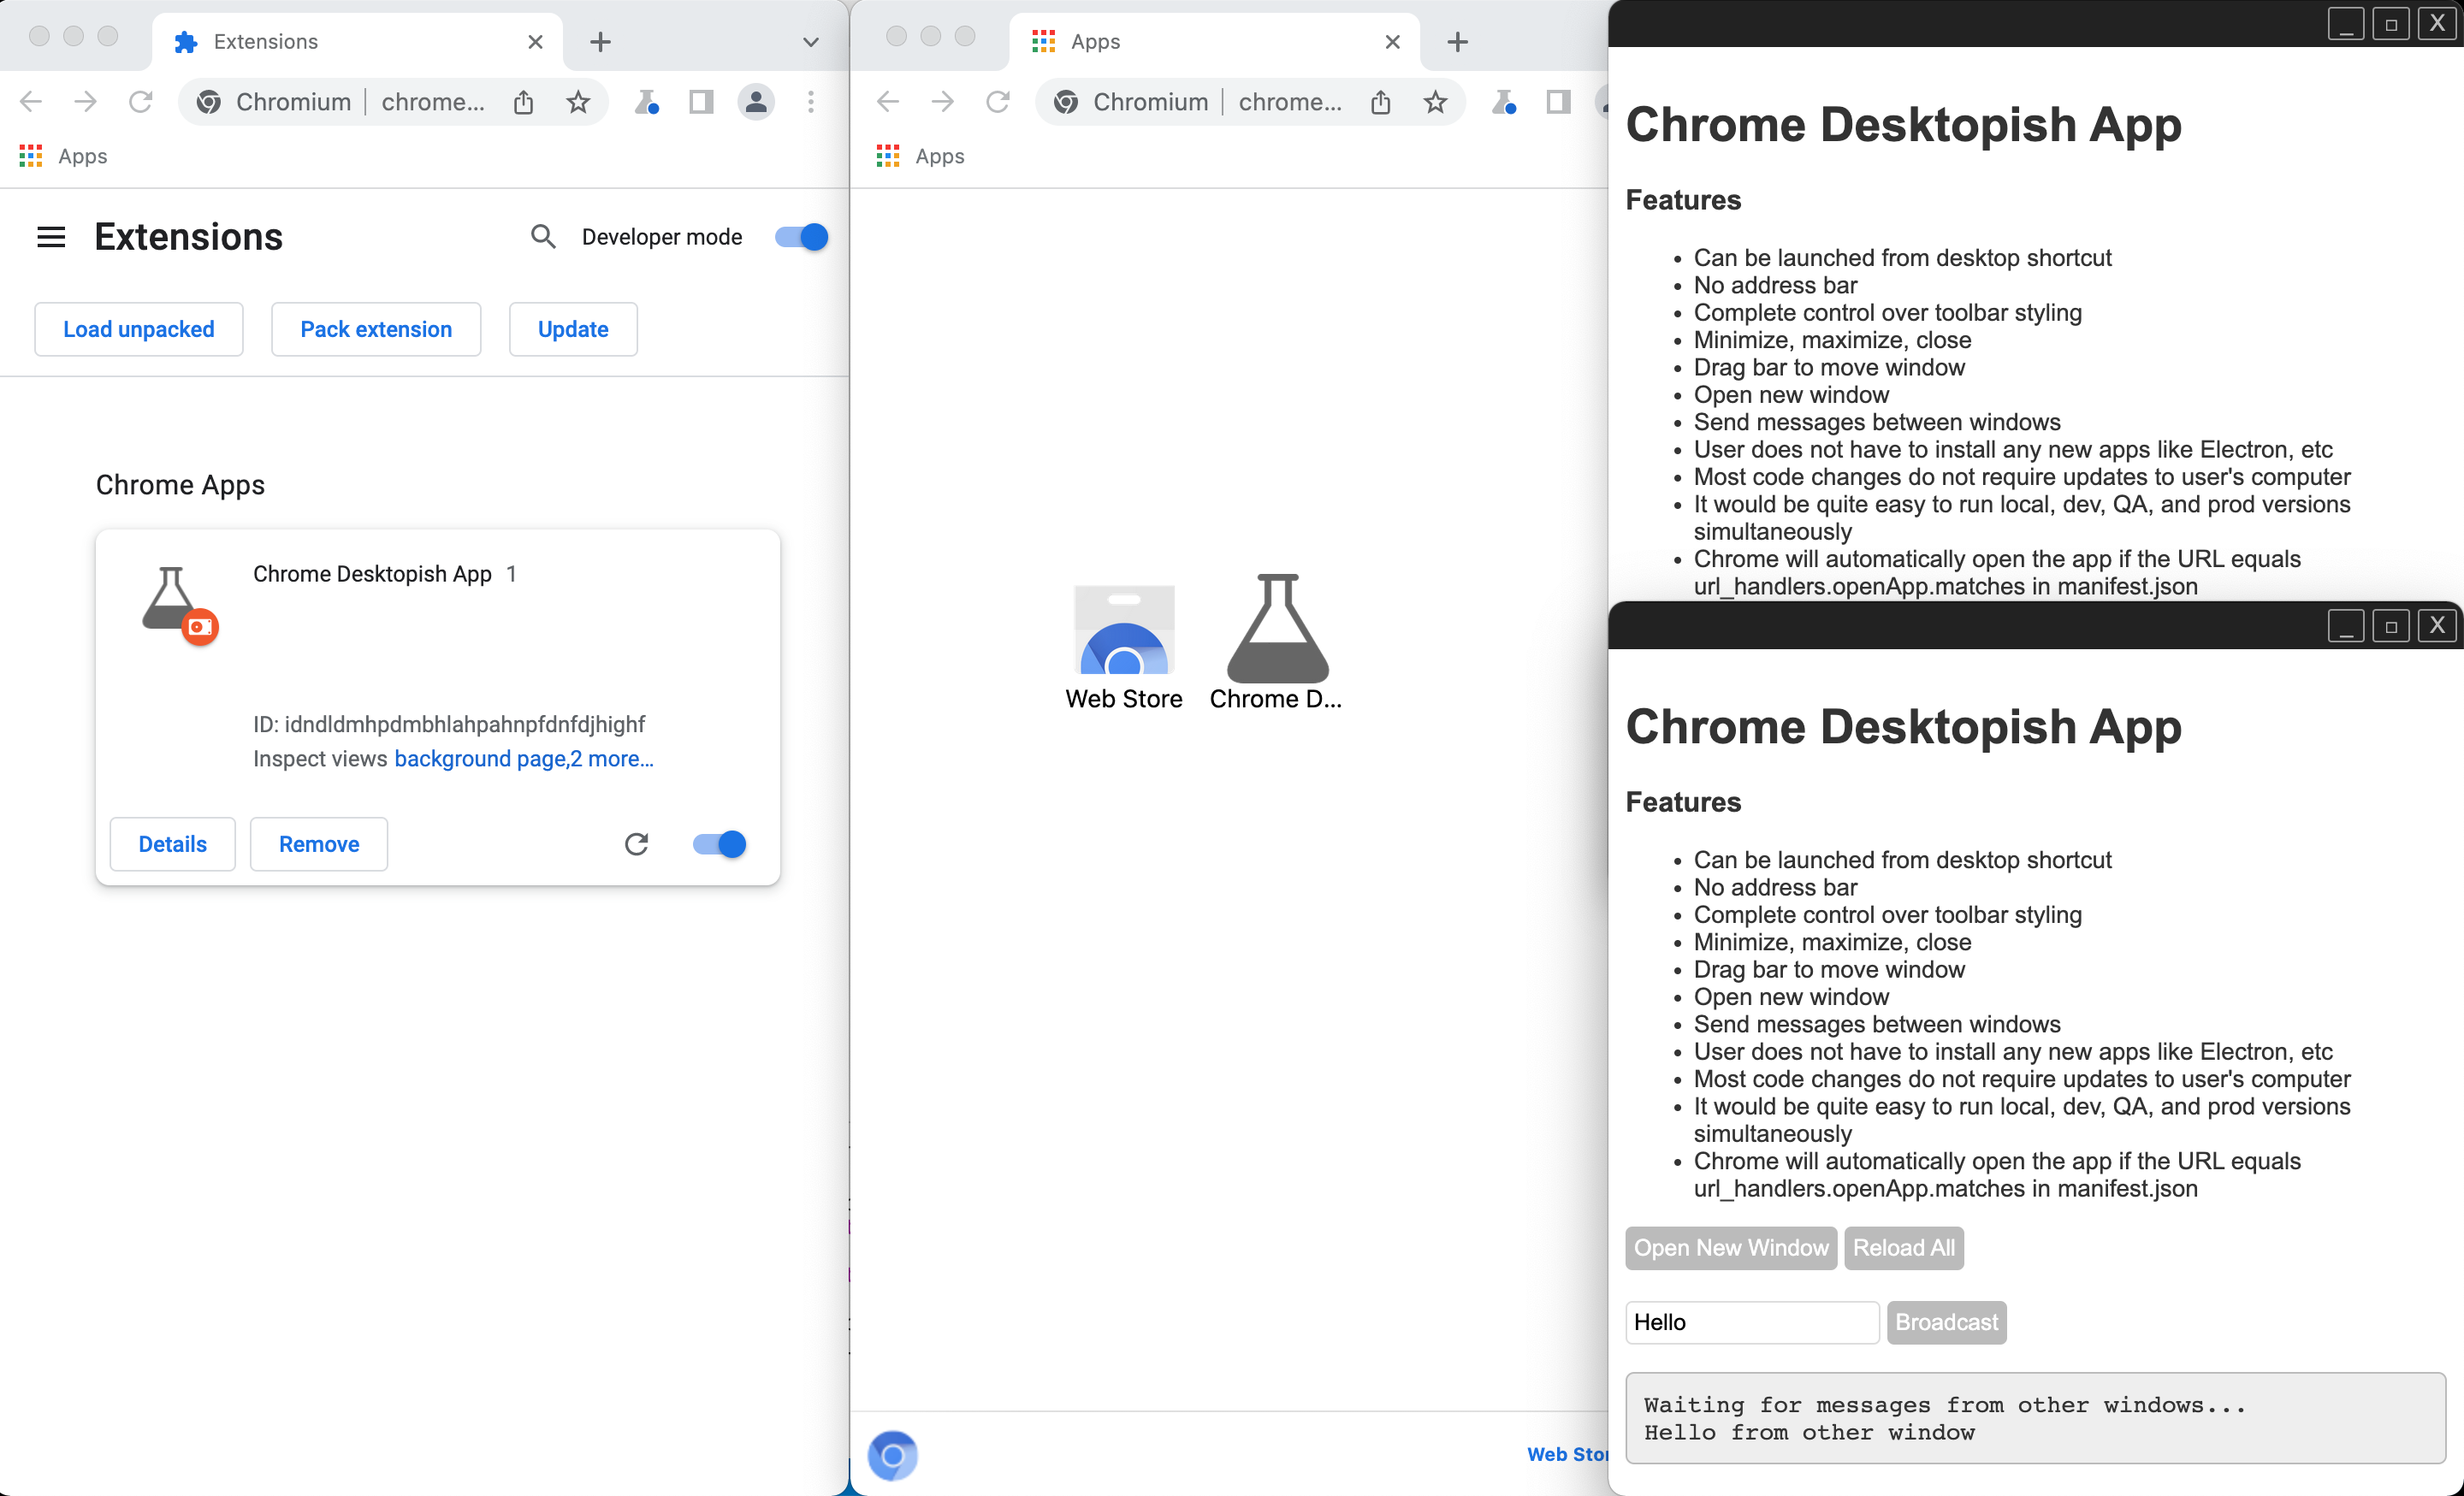 Extensions
Chromium | chrome...
Apps
Extensions
Developer mode
Load unpacked
Pack extension
Update
Chrome Apps
Chrome Desktopish App 1
ID: idndldmhpdmbhlahpahnpfdnfdjhighf
Inspect views background page,2 more...
Details
Remove
Apps
Chromium | chrome...
Apps
Web Store
Chrome D...
Web Stor
_ □ X
Chrome Desktopish App
Features
• Can be launched from desktop shortcut
• No address bar
• Complete control over toolbar styling
• Minimize, maximize, close
• Drag bar to move window
• Open new window
• Send messages between windows
• User does not have to install any new apps like Electron, etc
• Most code changes do not require updates to user's computer
• It would be quite easy to run local, dev, QA, and prod versions
simultaneously
• Chrome will automatically open the app if the URL equals
url_handlers.openApp.matches in manifest.json
_ □ X
Chrome Desktopish App
Features
• Can be launched from desktop shortcut
• No address bar
• Complete control over toolbar styling
• Minimize, maximize, close
• Drag bar to move window
• Open new window
• Send messages between windows
• User does not have to install any new apps like Electron, etc
• Most code changes do not require updates to user's computer
• It would be quite easy to run local, dev, QA, and prod versions
simultaneously
• Chrome will automatically open the app if the URL equals
url_handlers.openApp.matches in manifest.json
Open New Window
Reload All
Hello
Broadcast
Waiting for messages from other windows...
Hello from other window